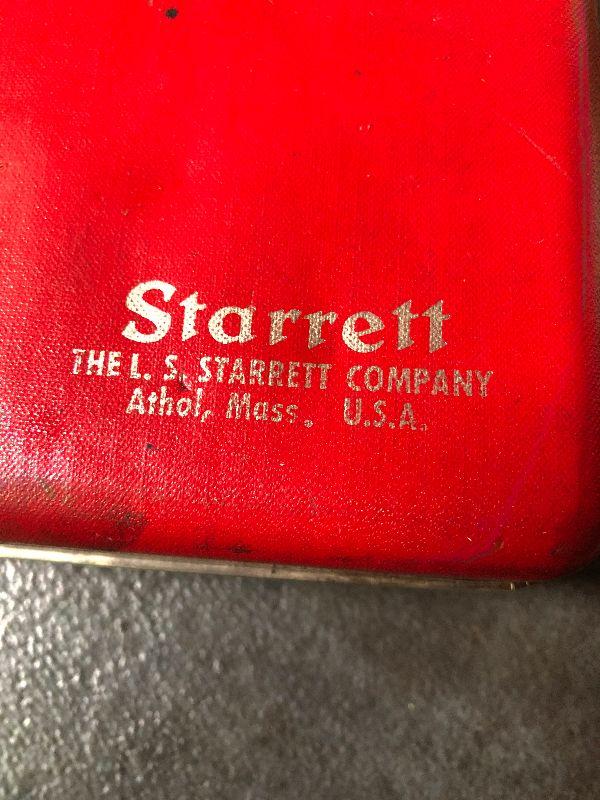 Starrett
THE L. S. STARRETT COMPANY
Athol, Mass. U.S.A.